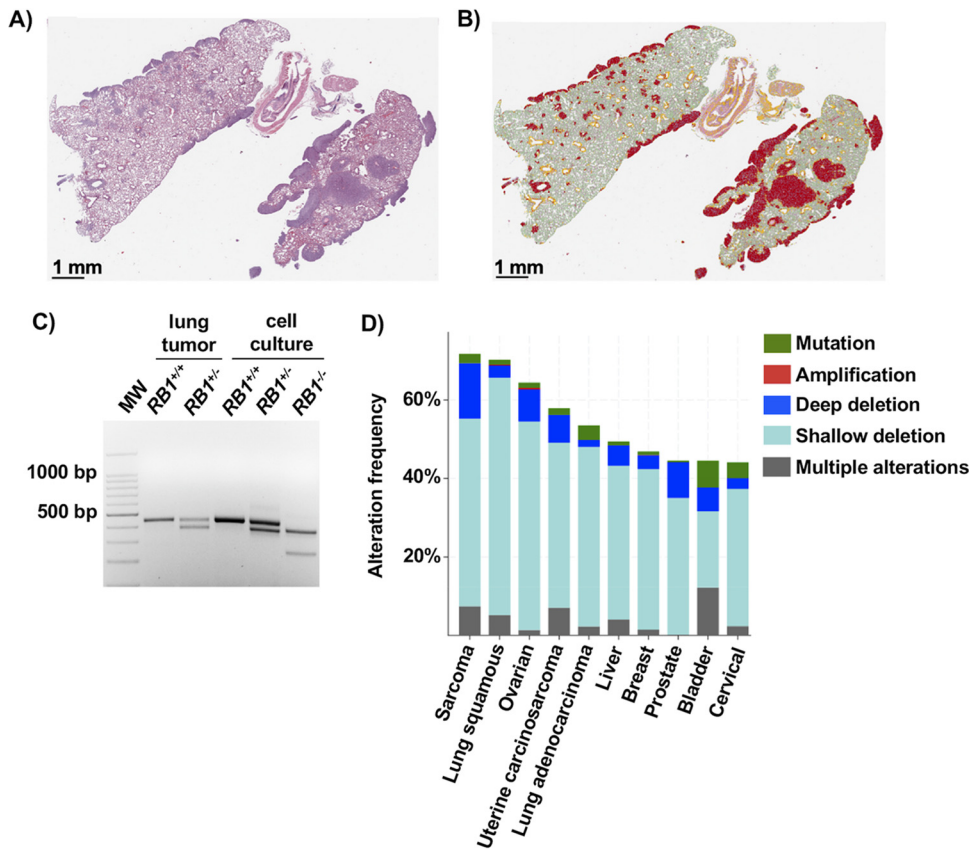 A)
B)
1 mm
1 mm
C)
lung tumor
cell culture
MW
RB1+/+
RB1+/-
RB1+/+
RB1+/-
RB1-/-
1000 bp
500 bp
D)
Alteration frequency
60%
40%
20%
Sarcoma
Lung squamous
Ovarian
Uterine carcinosarcoma
Lung adenocarcinoma
Liver
Breast
Prostate
Bladder
Cervical
Mutation
Amplification
Deep deletion
Shallow deletion
Multiple alterations